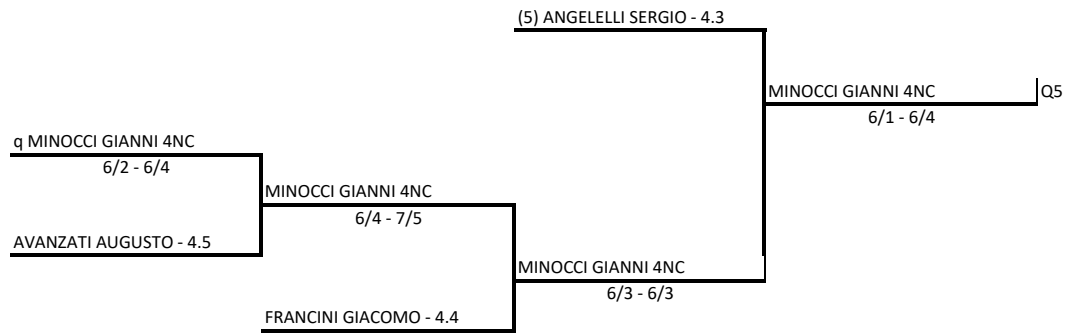 (5) ANGELELLI SERGIO - 4.3
MINOCCI GIANNI 4NC
Q5
6/1 - 6/4
q MINOCCI GIANNI 4NC
6/2 - 6/4
MINOCCI GIANNI 4NC
6/4 - 7/5
AVANZATI AUGUSTO - 4.5
MINOCCI GIANNI 4NC
6/3 - 6/3
FRANCINI GIACOMO - 4.4